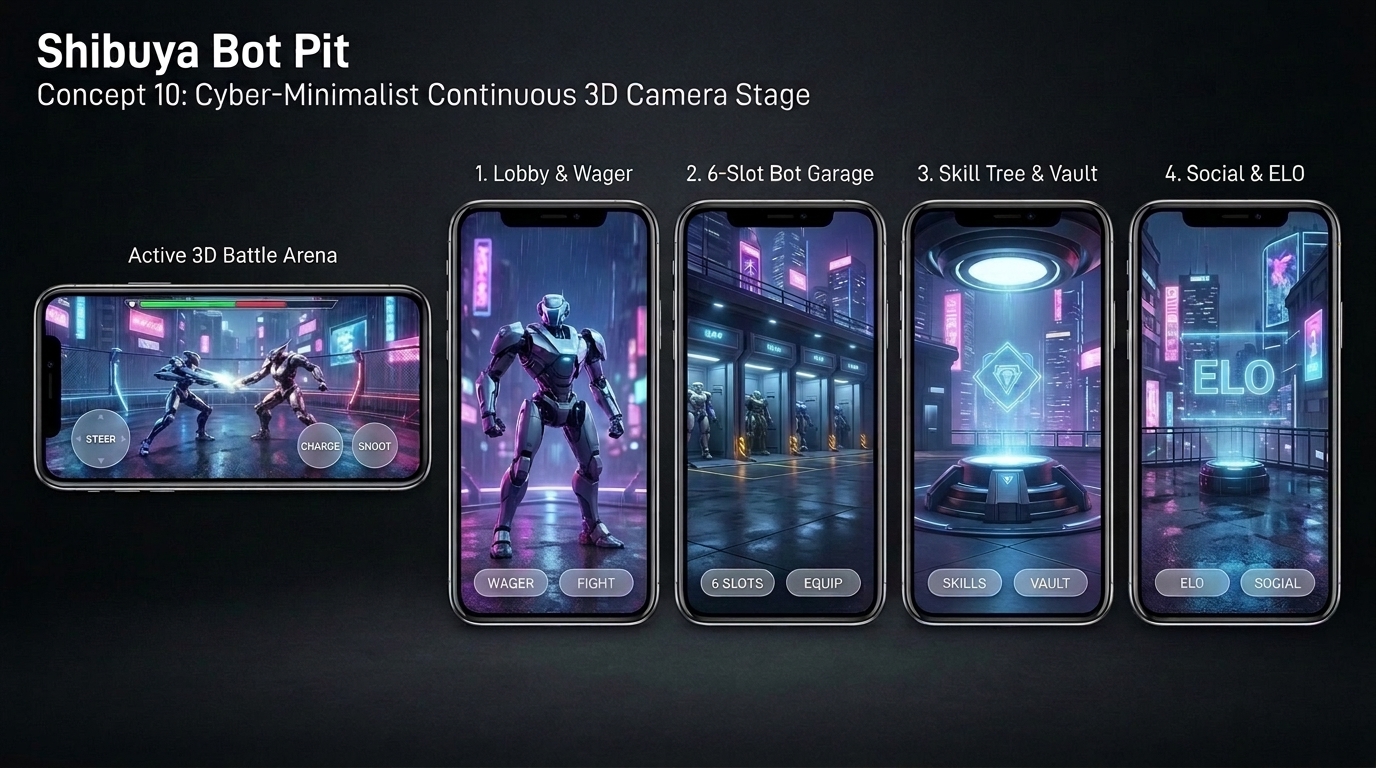 Shibuya Bot Pit
Concept 10: Cyber-Minimalist Continuous 3D Camera Stage
Active 3D Battle Arena
STEER
CHARGE
SNOOT
1. Lobby & Wager
WAGER
FIGHT
2. 6-Slot Bot Garage
6 SLOTS
EQUIP
3. Skill Tree & Vault
SKILLS
VAULT
4. Social & ELO
ELO
ELO
SOGIAL